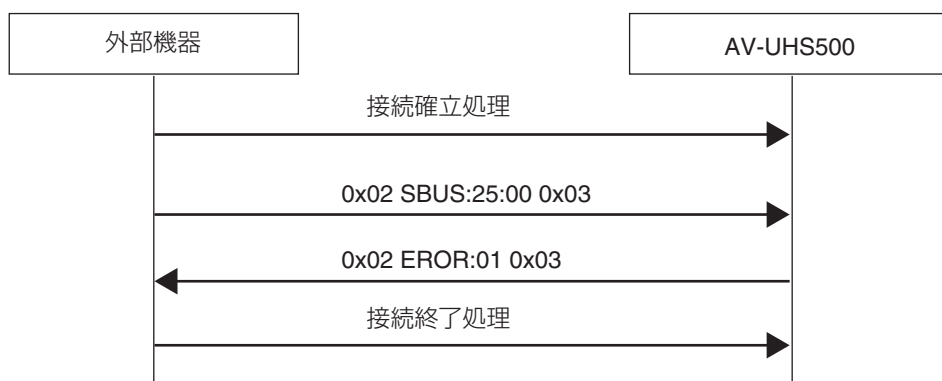 外部機器
AV-UHS500
接続確立処理
0x02 SBUS:25:00 0x03
0x02 EROR:01 0x03
接続終了処理